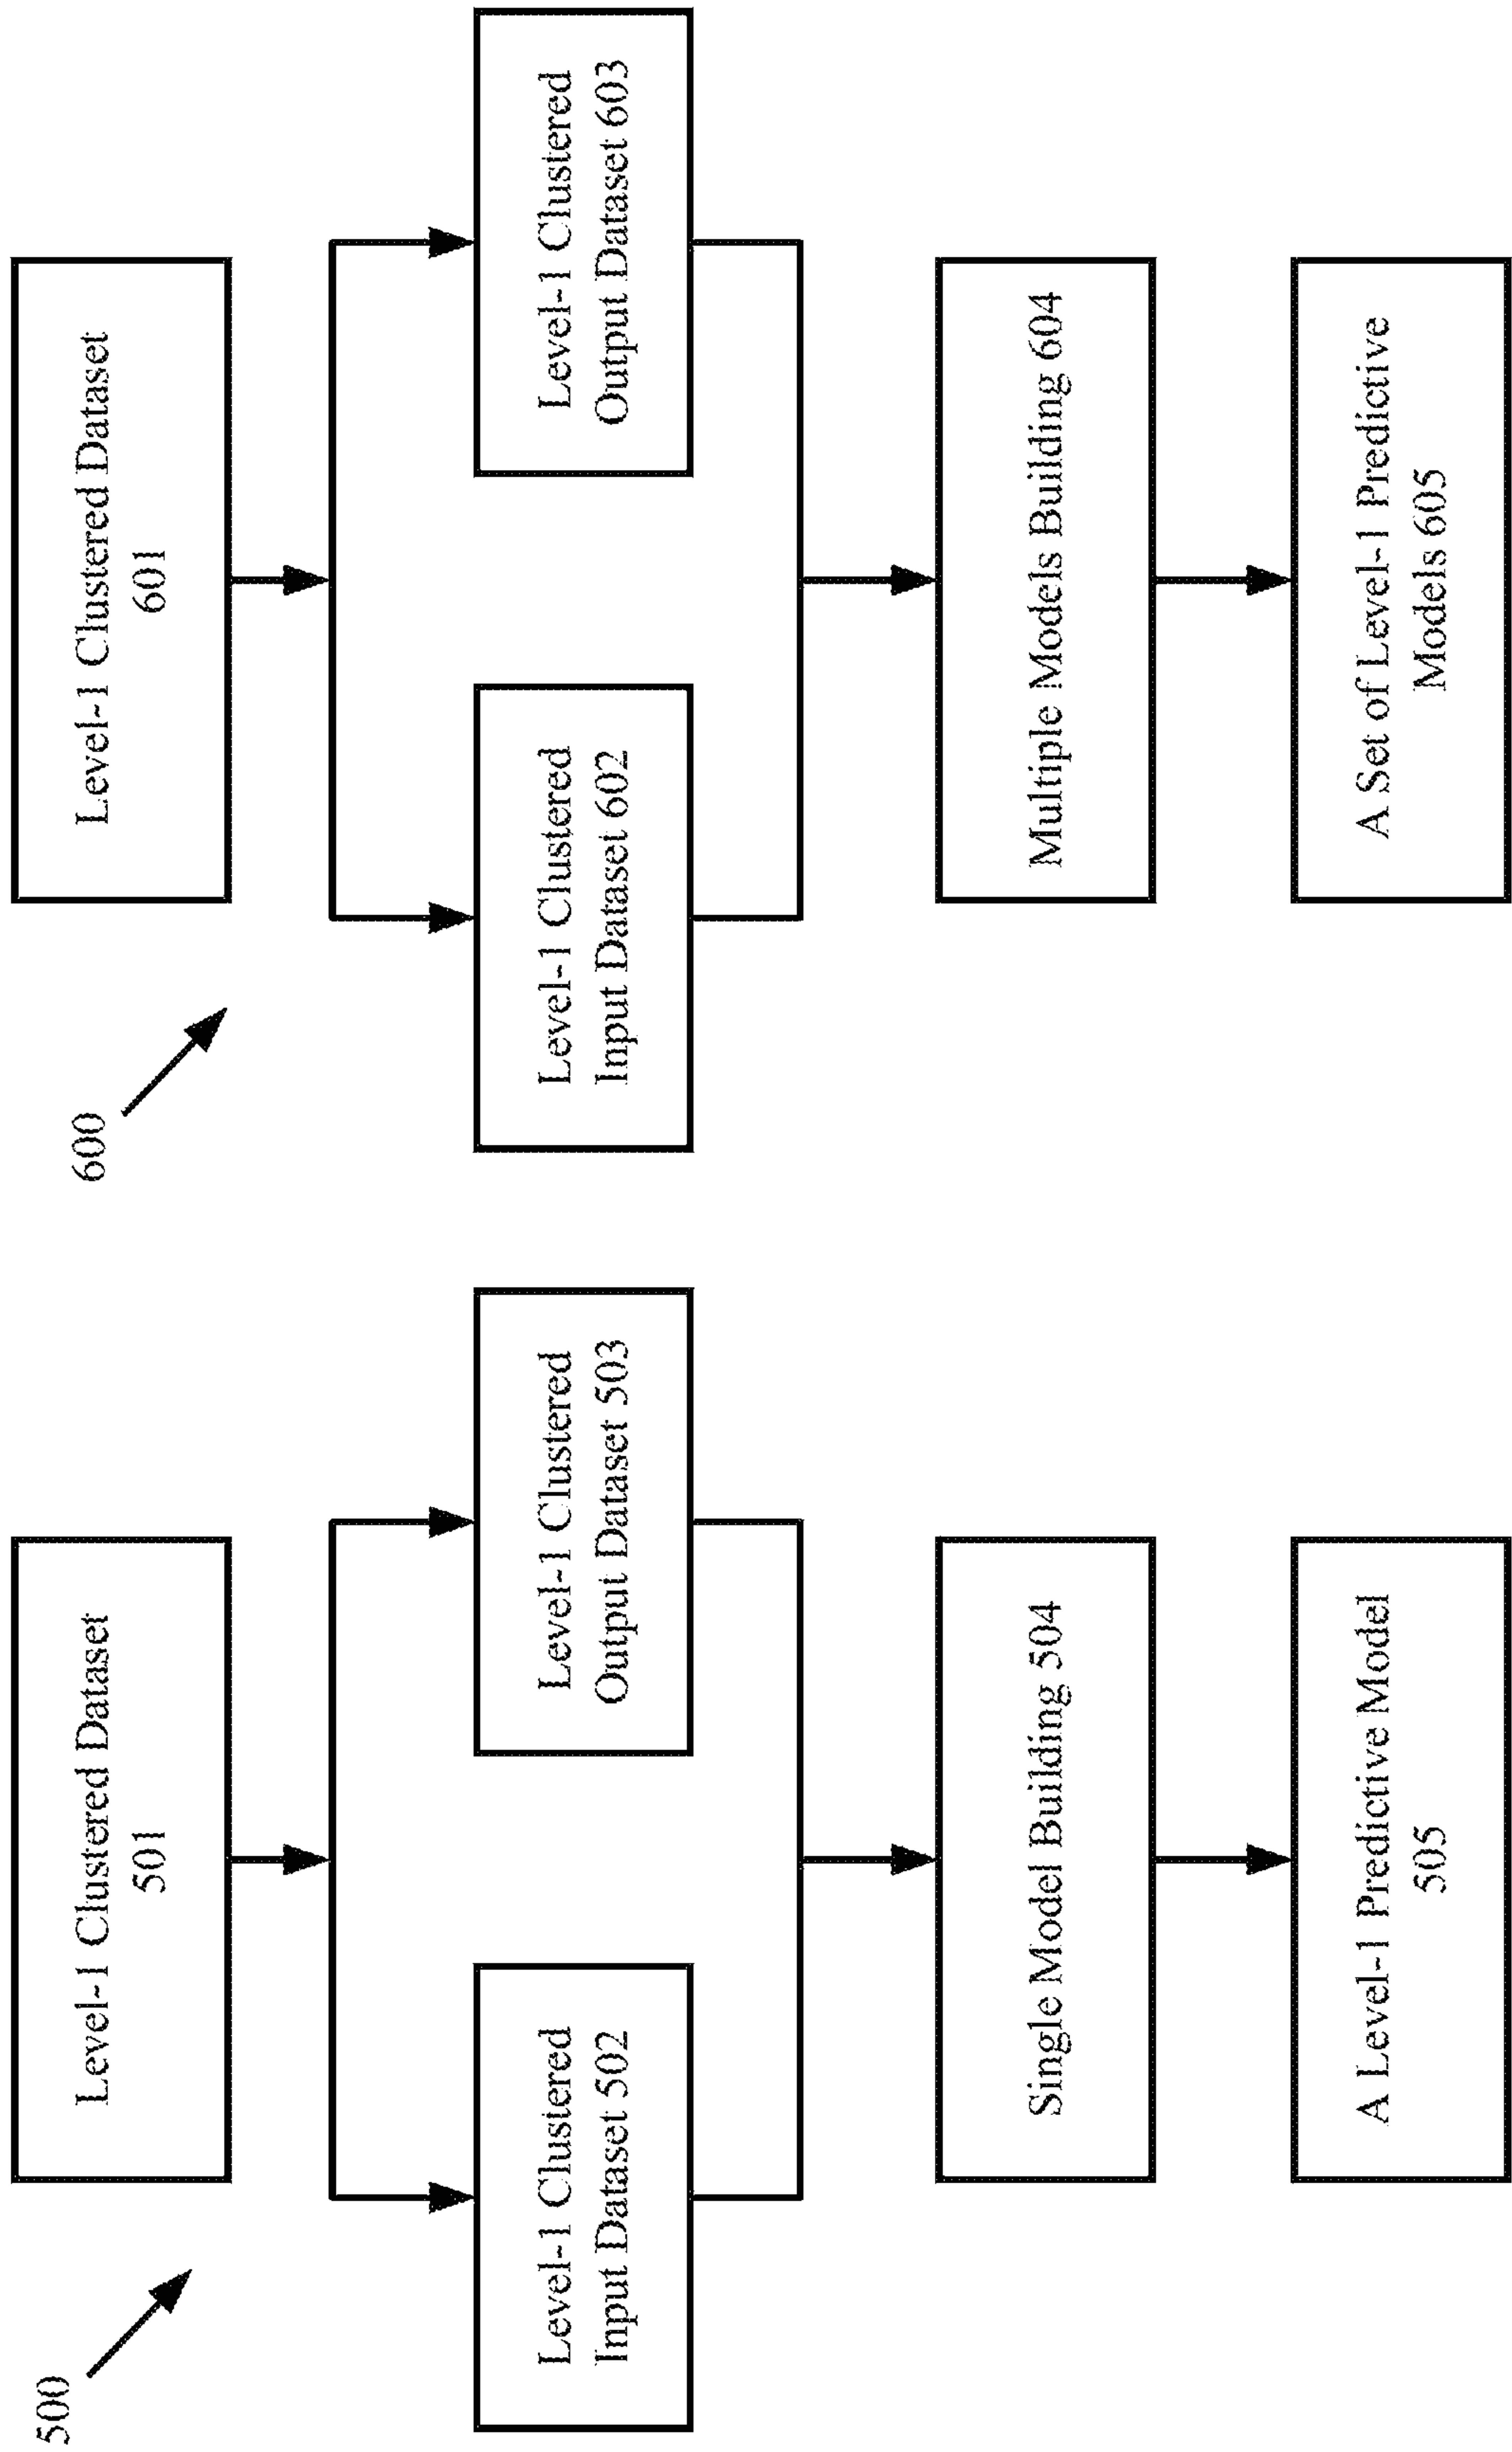 500
Level-1 Clustered Dataset
501
Level-1 Clustered
Input Dataset 502
Level-1 Clustered
Output Dataset 503
Single Model Building 504
A Level-1 Predictive Model
505
600
Level-1 Clustered Dataset
601
Level-1 Clustered
Input Dataset 602
Level-1 Clustered
Output Dataset 603
Multiple Models Building 604
A Set of Level-1 Predictive
Models 605